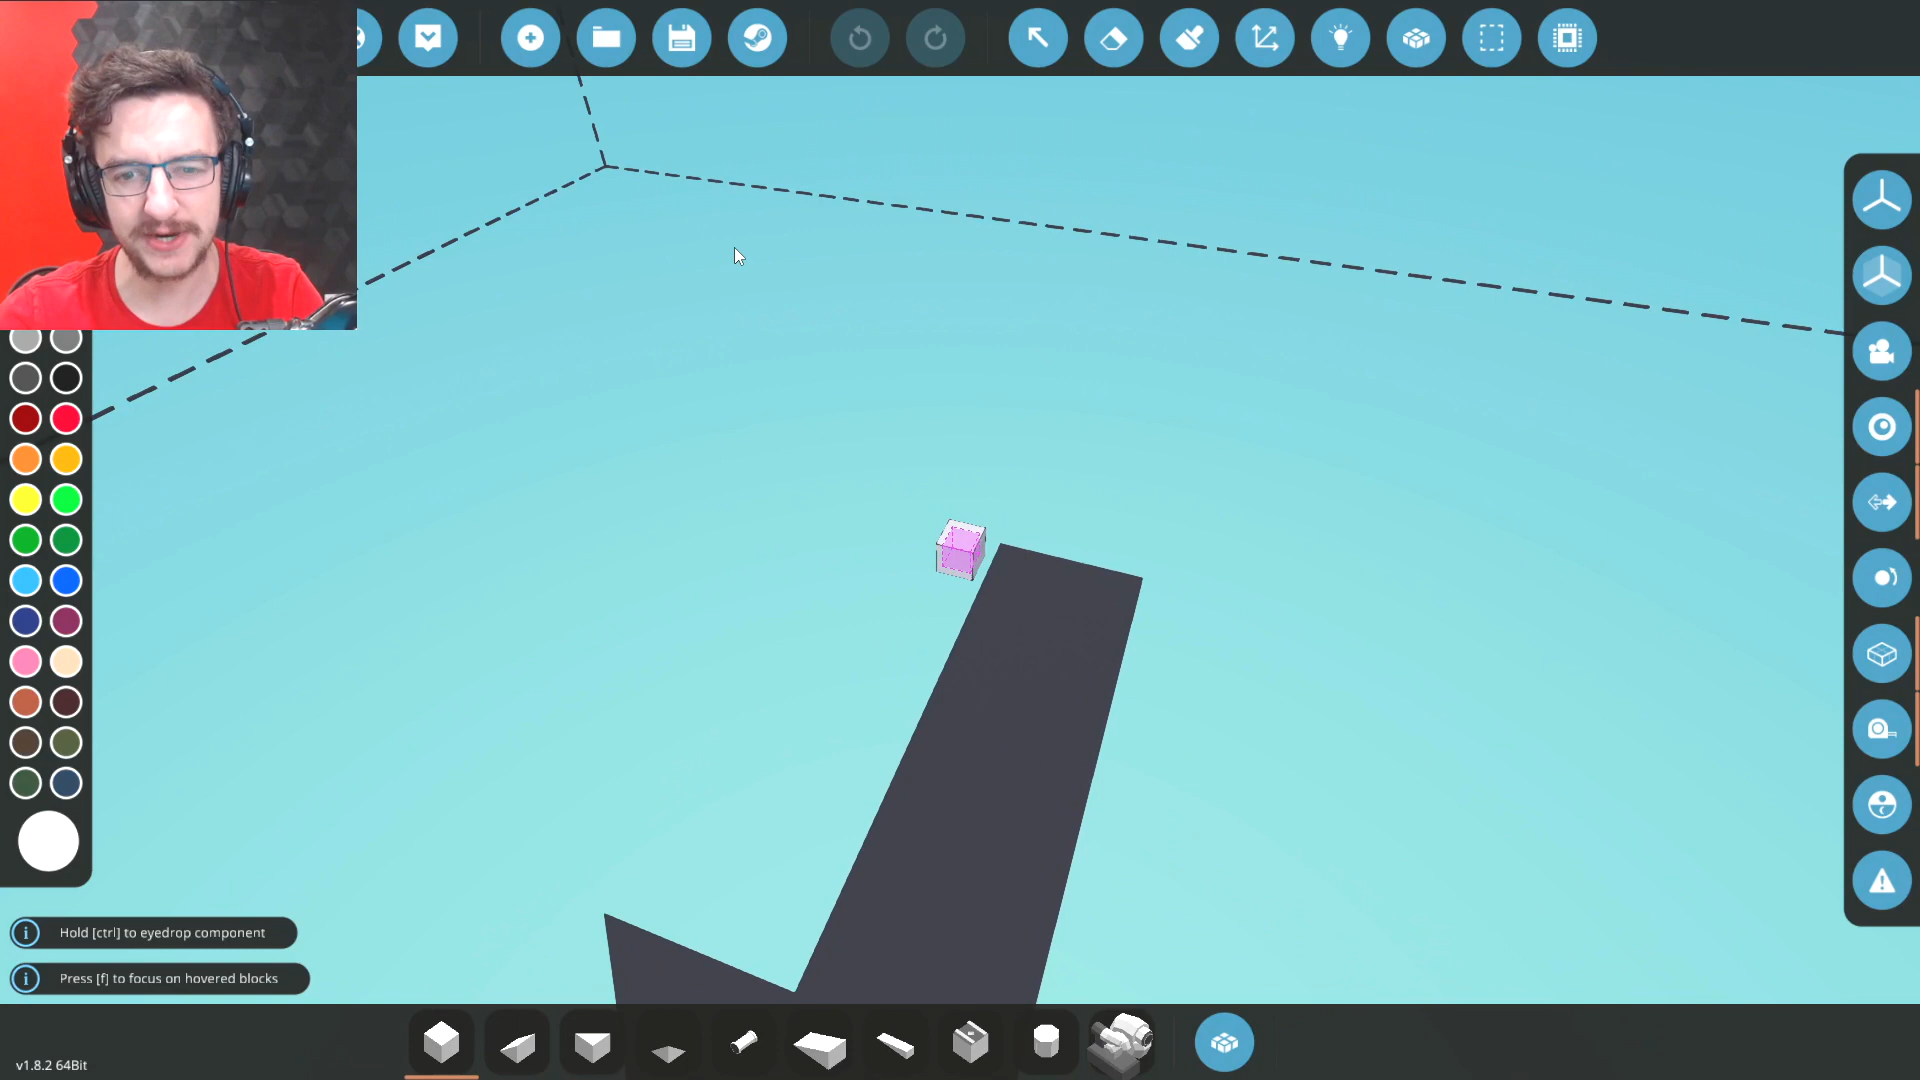 Hold [ctrl] to eyedrop component
Press [f] to focus on hovered blocks
v1.8.2 64Bit